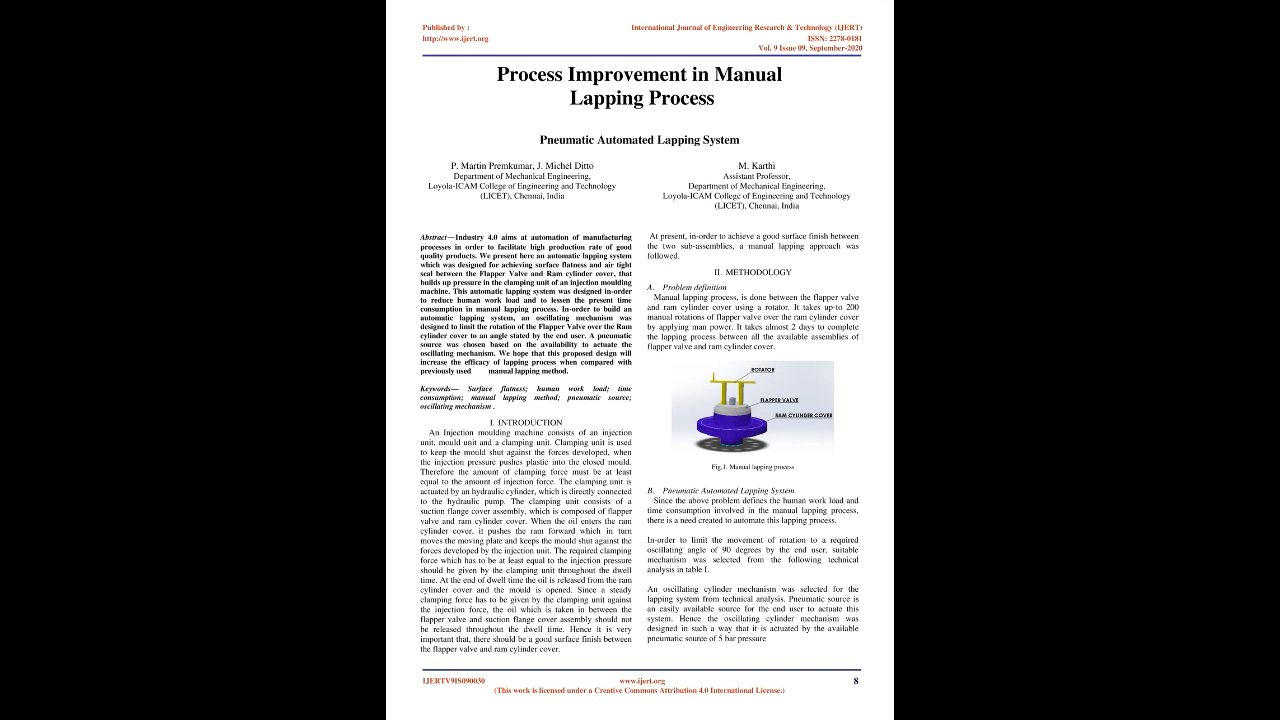 Published by :
http://www.ijert.org
International Journal of Engineering Research & Technology (IJERT)
ISSN: 2278-0181
Vol. 9 Issue 09, September-2020
Process Improvement in Manual
Lapping Process
Pneumatic Automated Lapping System
P. Martin Premkumar, J. Michel Ditto
Department of Mechanical Engineering,
Loyola-ICAM College of Engineering and Technology
(LICET), Chennai, India
M. Karthi
Assistant Professor,
Department of Mechanical Engineering,
Loyola-ICAM College of Engineering and Technology
(LICET), Chennai, India
Abstract—Industry 4.0 aims at automation of manufacturing
processes in order to facilitate high production rate of good
quality products. We present here an automatic lapping system
which was designed for achieving surface flatness and air tight
seal between the Flapper Valve and Ram cylinder cover, that
builds up pressure in the clamping unit of an injection moulding
machine. This automatic lapping system was designed in-order
to reduce human work load and to lessen the present time
consumption in manual lapping process. In-order to build an
automatic lapping system, an oscillating mechanism was
designed to limit the rotation of the Flapper Valve over the Ram
cylinder cover to an angle stated by the end user. A pneumatic
source was chosen based on the availability to actuate the
oscillating mechanism. We hope that this proposed design will
increase the efficacy of lapping process when compared with
previously used manual lapping method.
Keywords— Surface flatness; human work load; time
consumption; manual lapping method; pneumatic source;
oscillating mechanism .
I. INTRODUCTION
An Injection moulding machine consists of an injection
unit, mould unit and a clamping unit. Clamping unit is used
to keep the mould shut against the forces developed, when
the injection pressure pushes plastic into the closed mould.
Therefore the amount of clamping force must be at least
equal to the amount of injection force. The clamping unit is
actuated by an hydraulic cylinder, which is directly connected
to the hydraulic pump. The clamping unit consists of a
suction flange cover assembly, which is composed of flapper
valve and ram cylinder cover. When the oil enters the ram
cylinder cover, it pushes the ram forward which in turn
moves the moving plate and keeps the mould shut against the
forces developed by the injection unit. The required clamping
force which has to be at least equal to the injection pressure
should be given by the clamping unit throughout the dwell
time. At the end of dwell time the oil is released from the ram
cylinder cover and the mould is opened. Since a steady
clamping force has to be given by the clamping unit against
the injection force, the oil which is taken in between the
flapper valve and suction flange cover assembly should not
be released throughout the dwell time. Hence it is very
important that, there should be a good surface finish between
the flapper valve and ram cylinder cover.
At present, in-order to achieve a good surface finish between
the two sub-assemblies, a manual lapping approach was
followed.
II. METHODOLOGY
A. Problem definition
Manual lapping process, is done between the flapper valve
and ram cylinder cover using a rotator. It takes up-to 200
manual rotations of flapper valve over the ram cylinder cover
by applying man power. It takes almost 2 days to complete
the lapping process between all the available assemblies of
flapper valve and ram cylinder cover.
ROTATOR
FLAPPER VALVE
RAM CYLINDER COVER
Fig.1. Manual lapping process
B. Pneumatic Automated Lapping System
Since the above problem defines the human work load and
time consumption involved in the manual lapping process,
there is a need created to automate this lapping process.
In-order to limit the movement of rotation to a required
oscillating angle of 90 degrees by the end user, suitable
mechanism was selected from the following technical
analysis in table I.
An oscillating cylinder mechanism was selected for the
lapping system from technical analysis. Pneumatic source is
an easily available source for the end user to actuate this
system. Hence the oscillating cylinder mechanism was
designed in such a way that it is actuated by the available
pneumatic source of 5 bar pressure
IJERTV9IS090030
www.ijert.org
8
(This work is licensed under a Creative Commons Attribution 4.0 International License.)